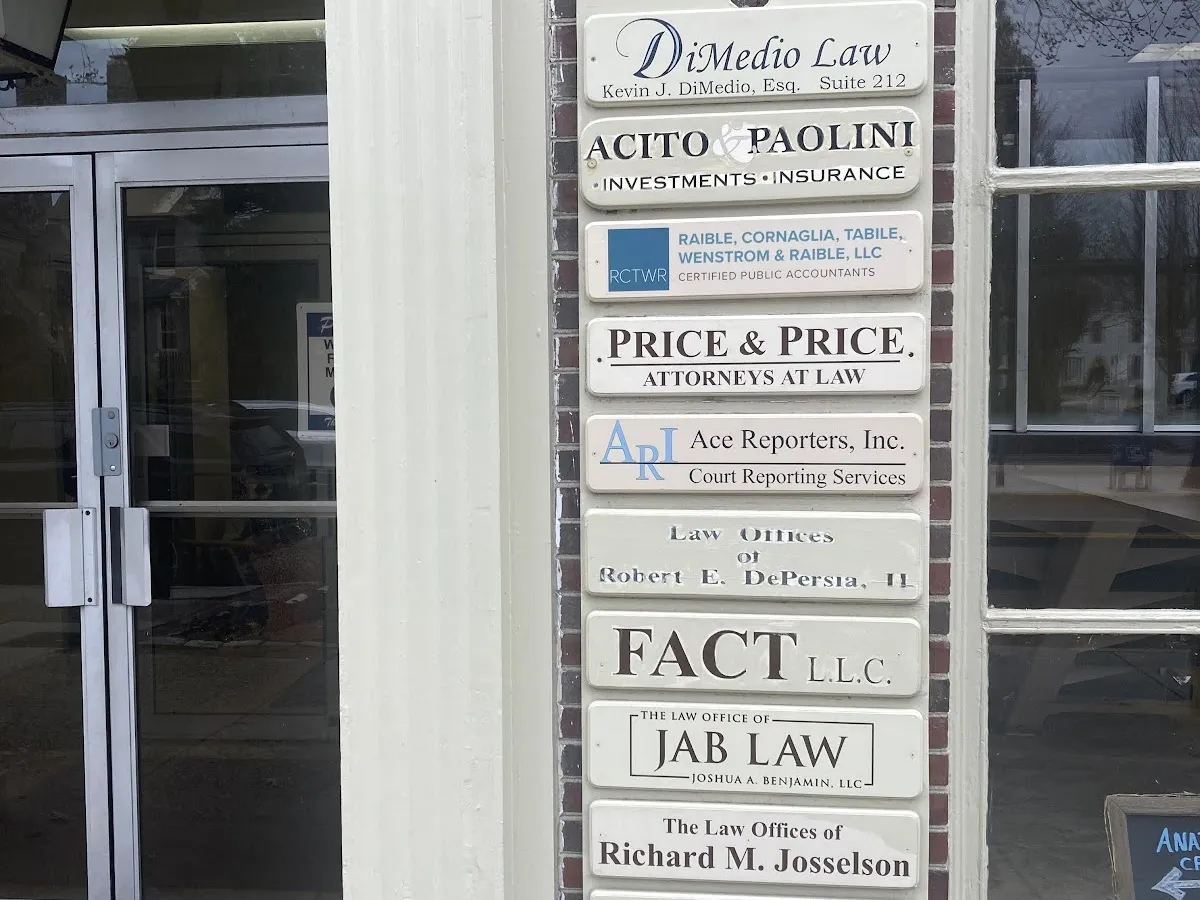 DiMedio Law
Kevin J. DiMedio, Esq. Suite 212
ACITO & PAOLINI
• INVESTMENTS • INSURANCE
RCTWR
RAIBLE, CORNAGLIA, TABILE,
WENSTROM & RAIBLE, LLC
CERTIFIED PUBLIC ACCOUNTANTS
PRICE & PRICE
ATTORNEYS AT LAW
ARI
Ace Reporters, Inc.
Court Reporting Services
Law Offices
of
Robert E. DePersia, II
FACT L.L.C.
THE LAW OFFICE OF
JAB LAW
JOSHUA A. BENJAMIN, LLC
The Law Offices of
Richard M. Josselson